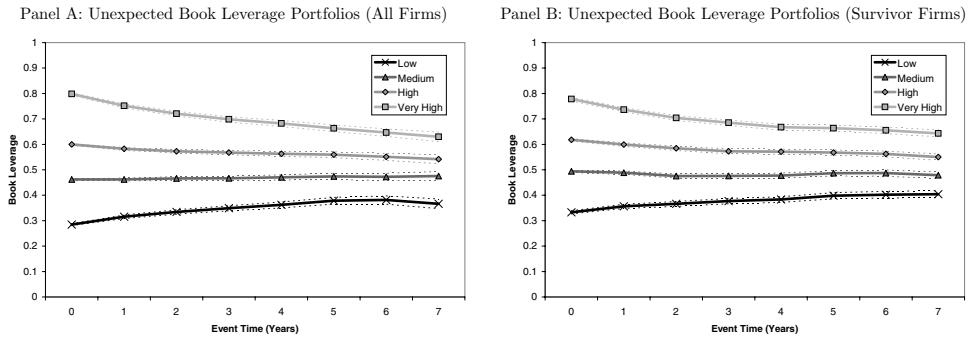 Panel A: Unexpected Book Leverage Portfolios (All Firms)
1
0.9
0.8
0.7
0.6
0.5
0.4
0.3
0.2
0.1
0
Book Leverage
Low
Medium
High
Very High
0 1 2 3 4 5 6 7
Event Time (Years)
Panel B: Unexpected Book Leverage Portfolios (Survivor Firms)
1
0.9
0.8
0.7
0.6
0.5
0.4
0.3
0.2
0.1
0
Book Leverage
Low
Medium
High
Very High
0 1 2 3 4 5 6 7
Event Time (Years)